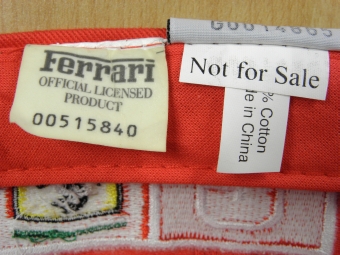 Ferrari
OFFICIAL LICENSED
PRODUCT
00515840
Not for Sale
% Cotton
de in China